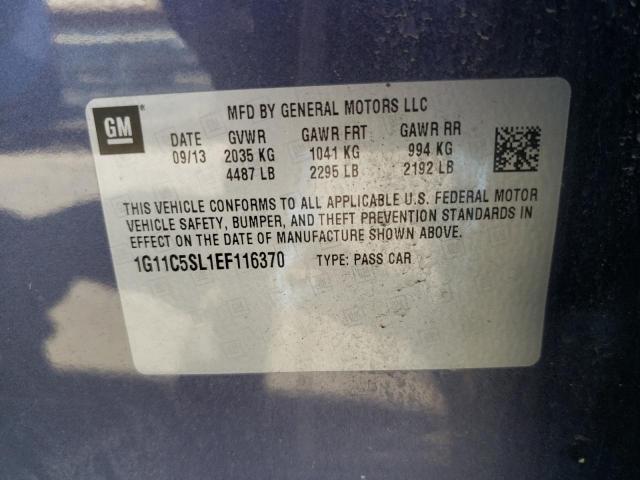 GM
MFD BY GENERAL MOTORS LLC
DATE GVWR GAWR FRT GAWR RR
09/13 2035 KG 1041 KG 994 KG
4487 LB 2295 LB 2192 LB
THIS VEHICLE CONFORMS TO ALL APPLICABLE U.S. FEDERAL MOTOR
VEHICLE SAFETY, BUMPER, AND THEFT PREVENTION STANDARDS IN
EFFECT ON THE DATE OF MANUFACTURE SHOWN ABOVE.
1G11C5SL1EF116370 TYPE: PASS CAR